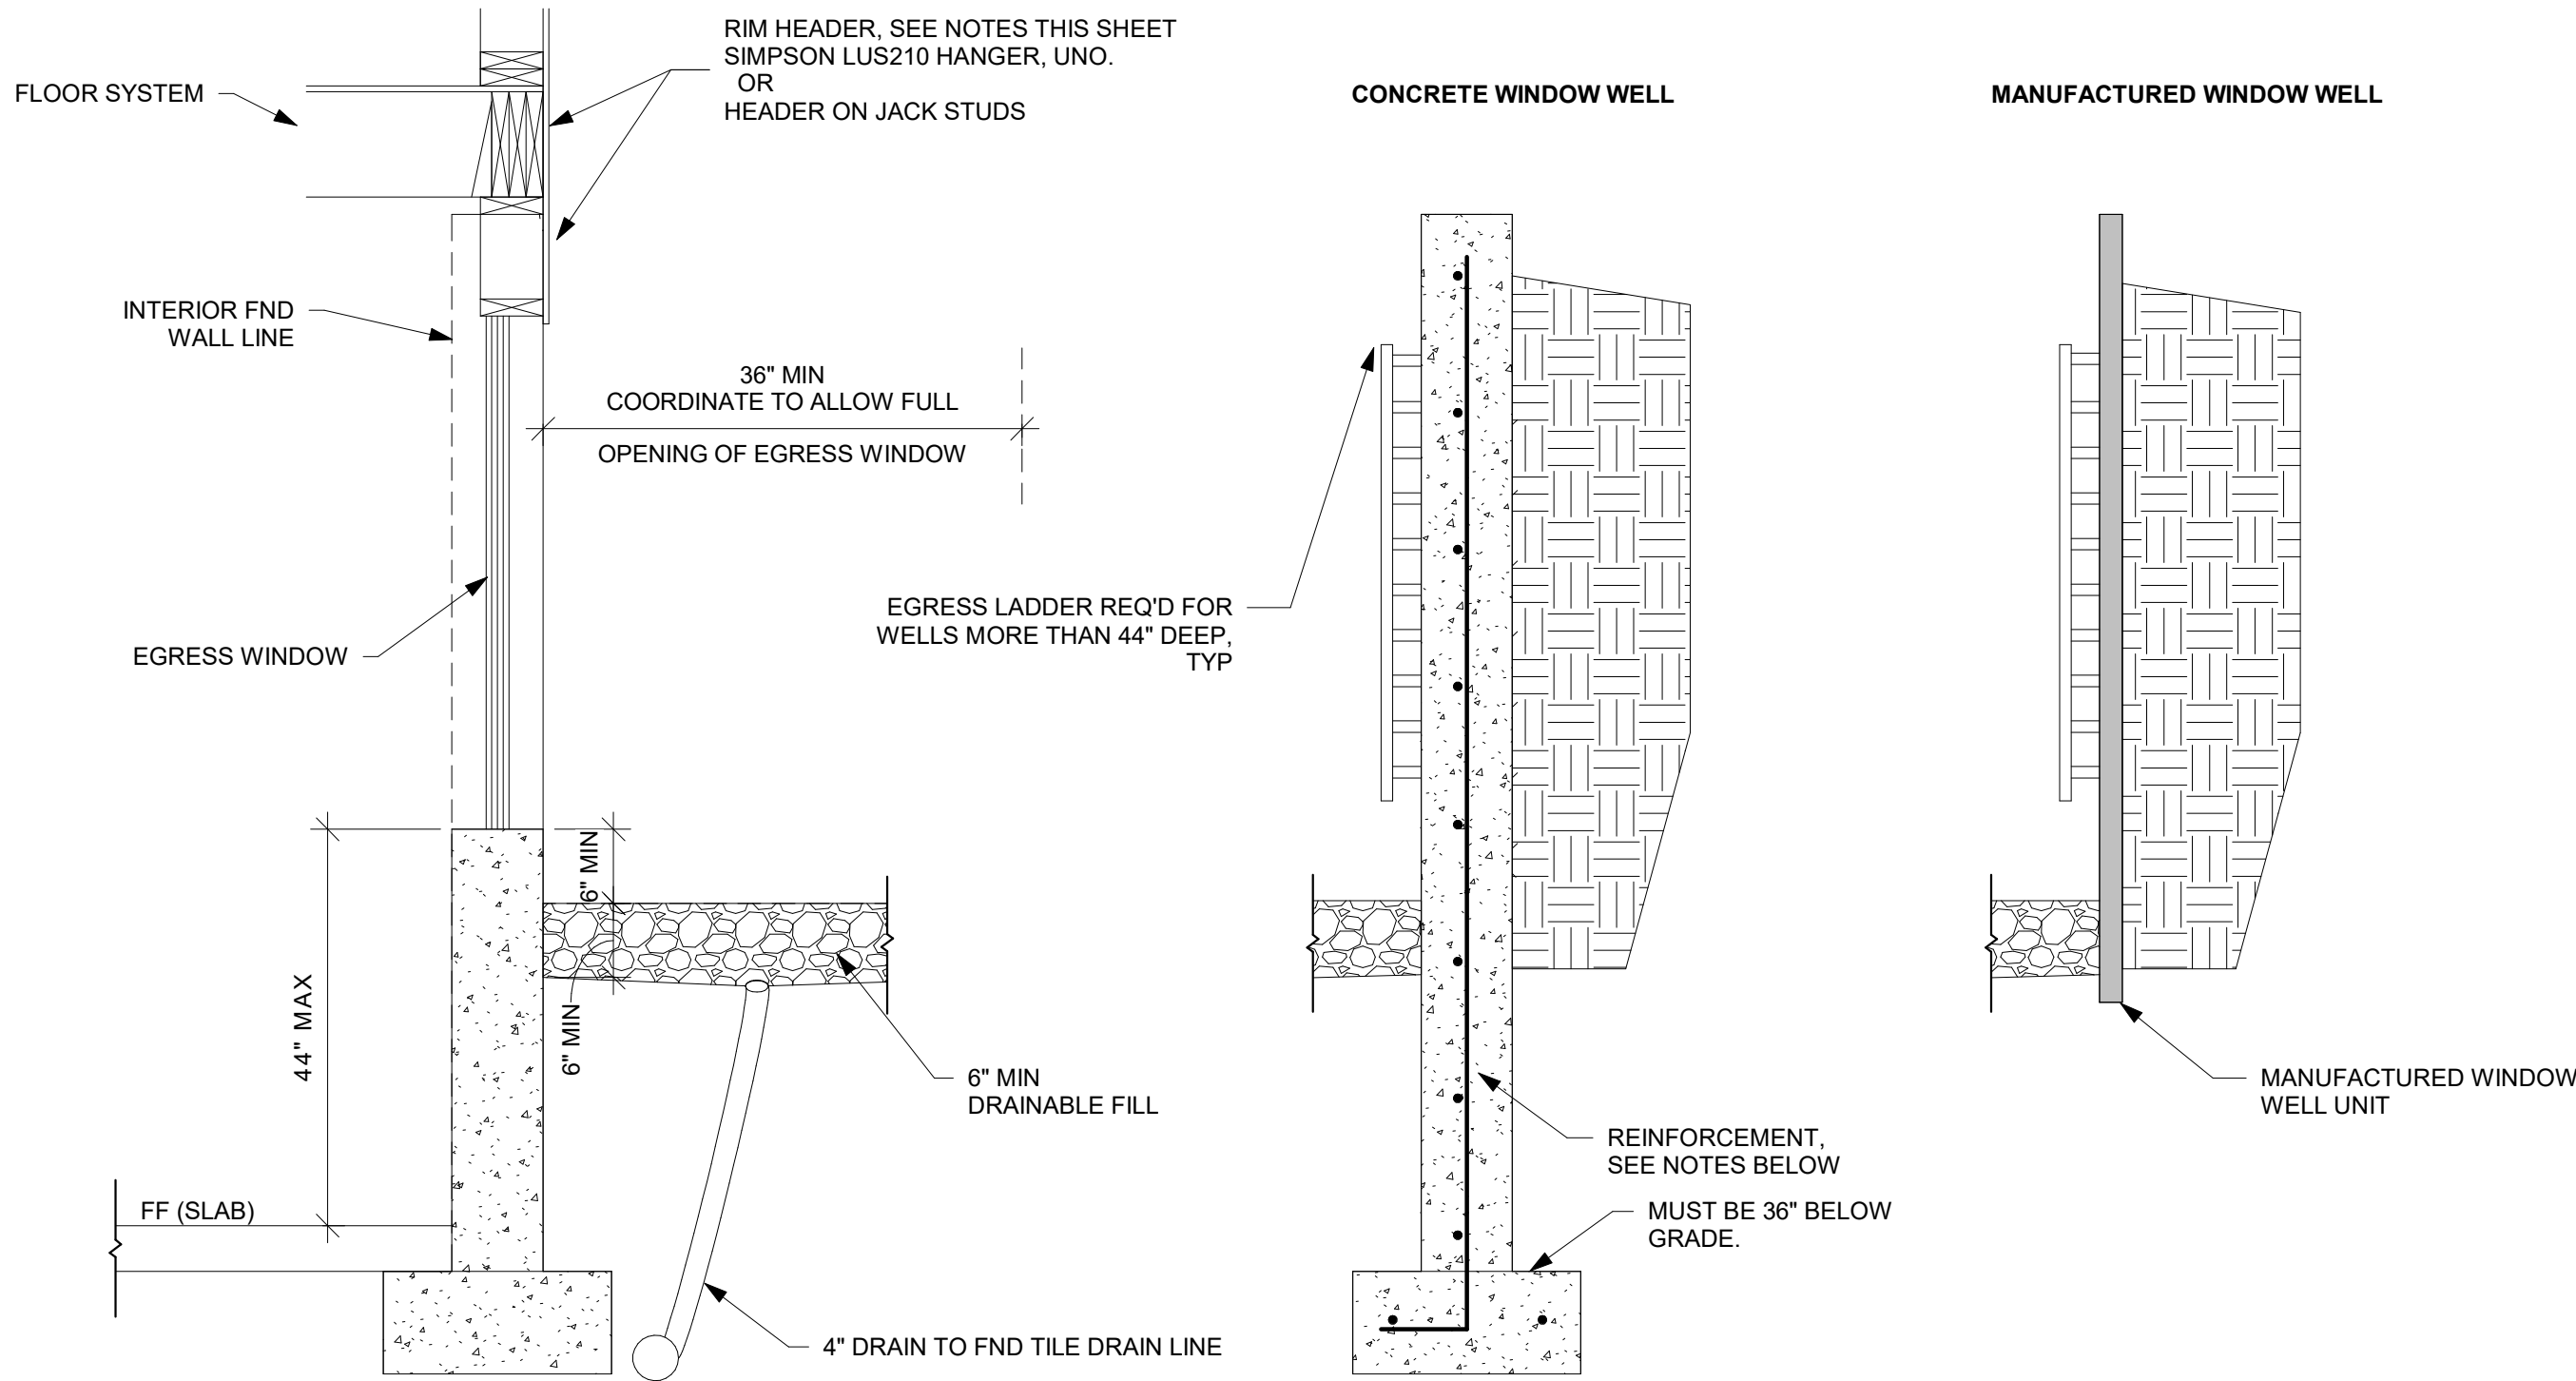 RIM HEADER, SEE NOTES THIS SHEET
SIMPSON LUS210 HANGER, UNO.
OR
HEADER ON JACK STUDS
FLOOR SYSTEM
CONCRETE WINDOW WELL
MANUFACTURED WINDOW WELL
INTERIOR FND
WALL LINE
36" MIN
COORDINATE TO ALLOW FULL
OPENING OF EGRESS WINDOW
EGRESS LADDER REQ'D FOR
WELLS MORE THAN 44" DEEP,
TYP
EGRESS WINDOW
6" MIN
44" MAX
6" MIN
6" MIN
DRAINABLE FILL
MANUFACTURED WINDOW
WELL UNIT
REINFORCEMENT,
SEE NOTES BELOW
FF (SLAB)
MUST BE 36" BELOW
GRADE.
4" DRAIN TO FND TILE DRAIN LINE